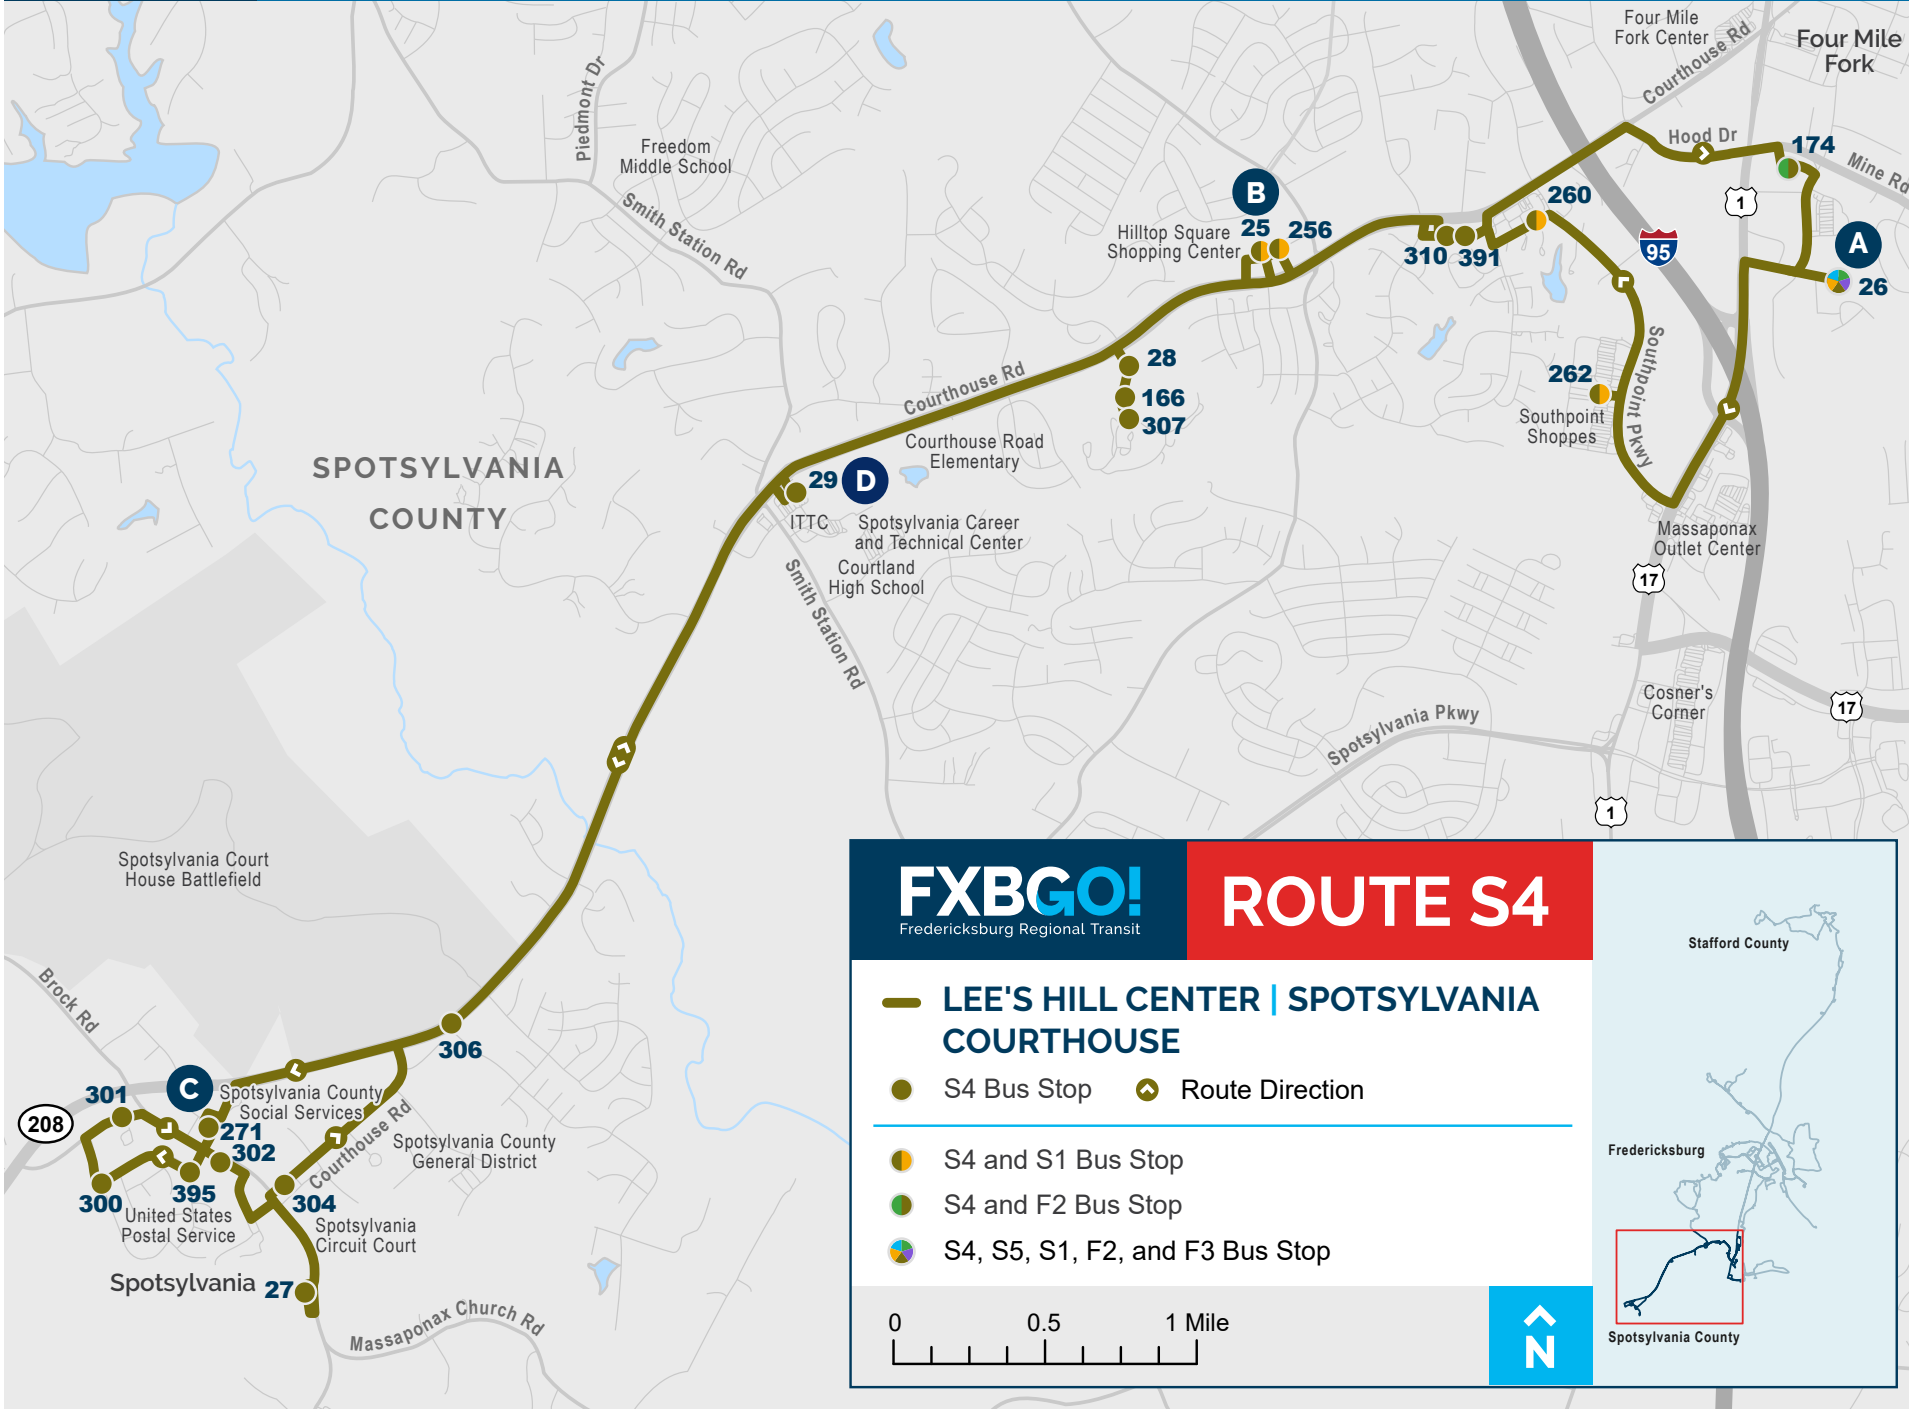 Four Mile
Fork Center
Courthouse Rd
Four Mile
Fork
Piedmont Dr
Freedom
Middle School
Hood Dr
174
Mine Rd
B
260
1
Smith Station Rd
Hilltop Square
Shopping Center
25
256
310
391
95
A
26
28
166
307
262
Southpoint
Shoppes
Southpoint Pkwy
Courthouse Rd
Courthouse Road
Elementary
SPOTSYLVANIA
COUNTY
29
D
ITTC
Spotsylvania Career
and Technical Center
Courtland
High School
Smith Station Rd
Massaponax
Outlet Center
17
Cosner's
Corner
17
Spotsylvania Pkwy
1
Spotsylvania Court
House Battlefield
Brock Rd
306
301
C
Spotsylvania County
Social Services
208
271
302
Courthouse Rd
Spotsylvania County
General District
300
395
304
United States
Postal Service
Spotsylvania
Circuit Court
Spotsylvania
27
Massaponax Church Rd
FXBGO!
Fredericksburg Regional Transit
ROUTE S4
LEE'S HILL CENTER | SPOTSYLVANIA
COURTHOUSE
S4 Bus Stop
Route Direction
S4 and S1 Bus Stop
S4 and F2 Bus Stop
S4, S5, S1, F2, and F3 Bus Stop
0 0.5 1 Mile
N
Stafford County
Fredericksburg
Spotsylvania County